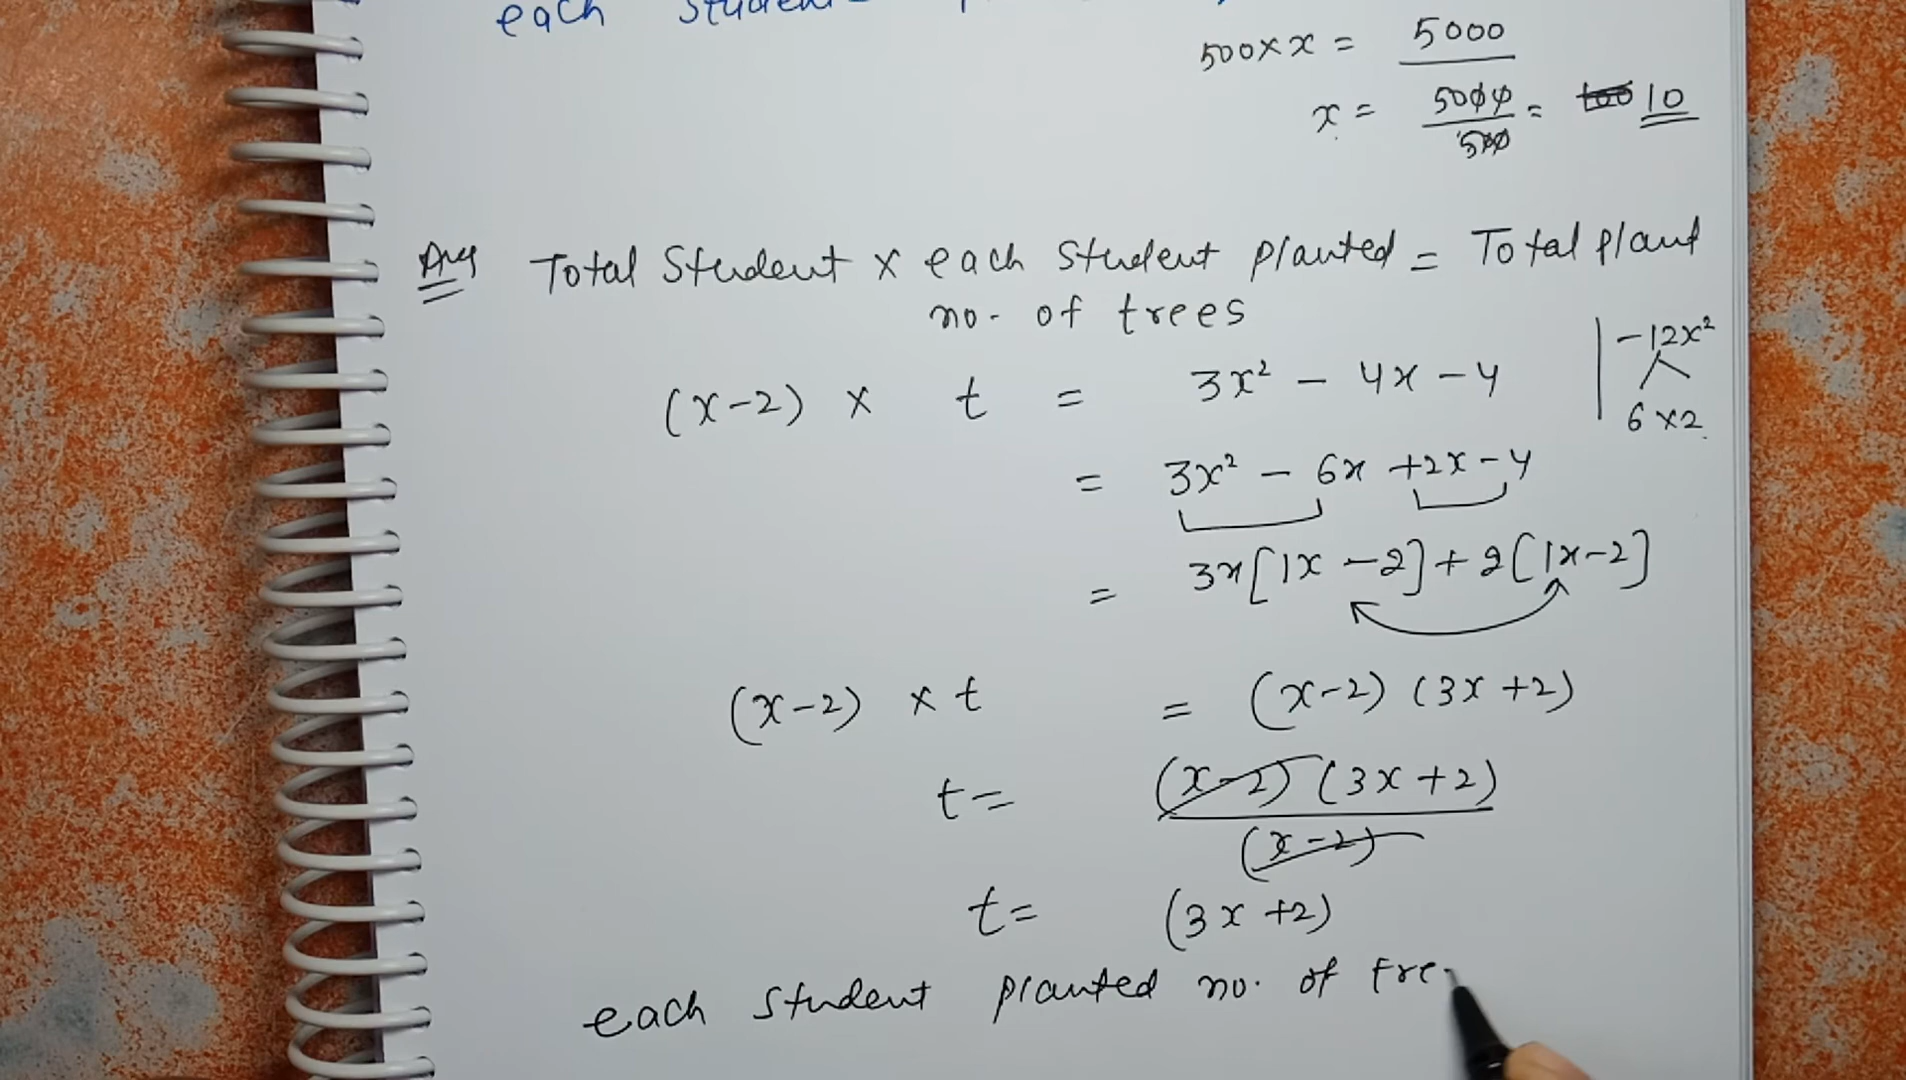 each student
500 × x = 5000
x = 5000/500 = 100 10
Ans Total Student × each student planted = Total plant
no. of trees
(x-2) × t = 3x² - 4x - 4
-12x²
6×2
= 3x² - 6x + 2x - 4
= 3x[1x - 2] + 2[1x-2]
(x-2) × t = (x-2) (3x+2)
t = (x-2) (3x+2)
(x-2)
t = (3x+2)
each student planted no. of tre